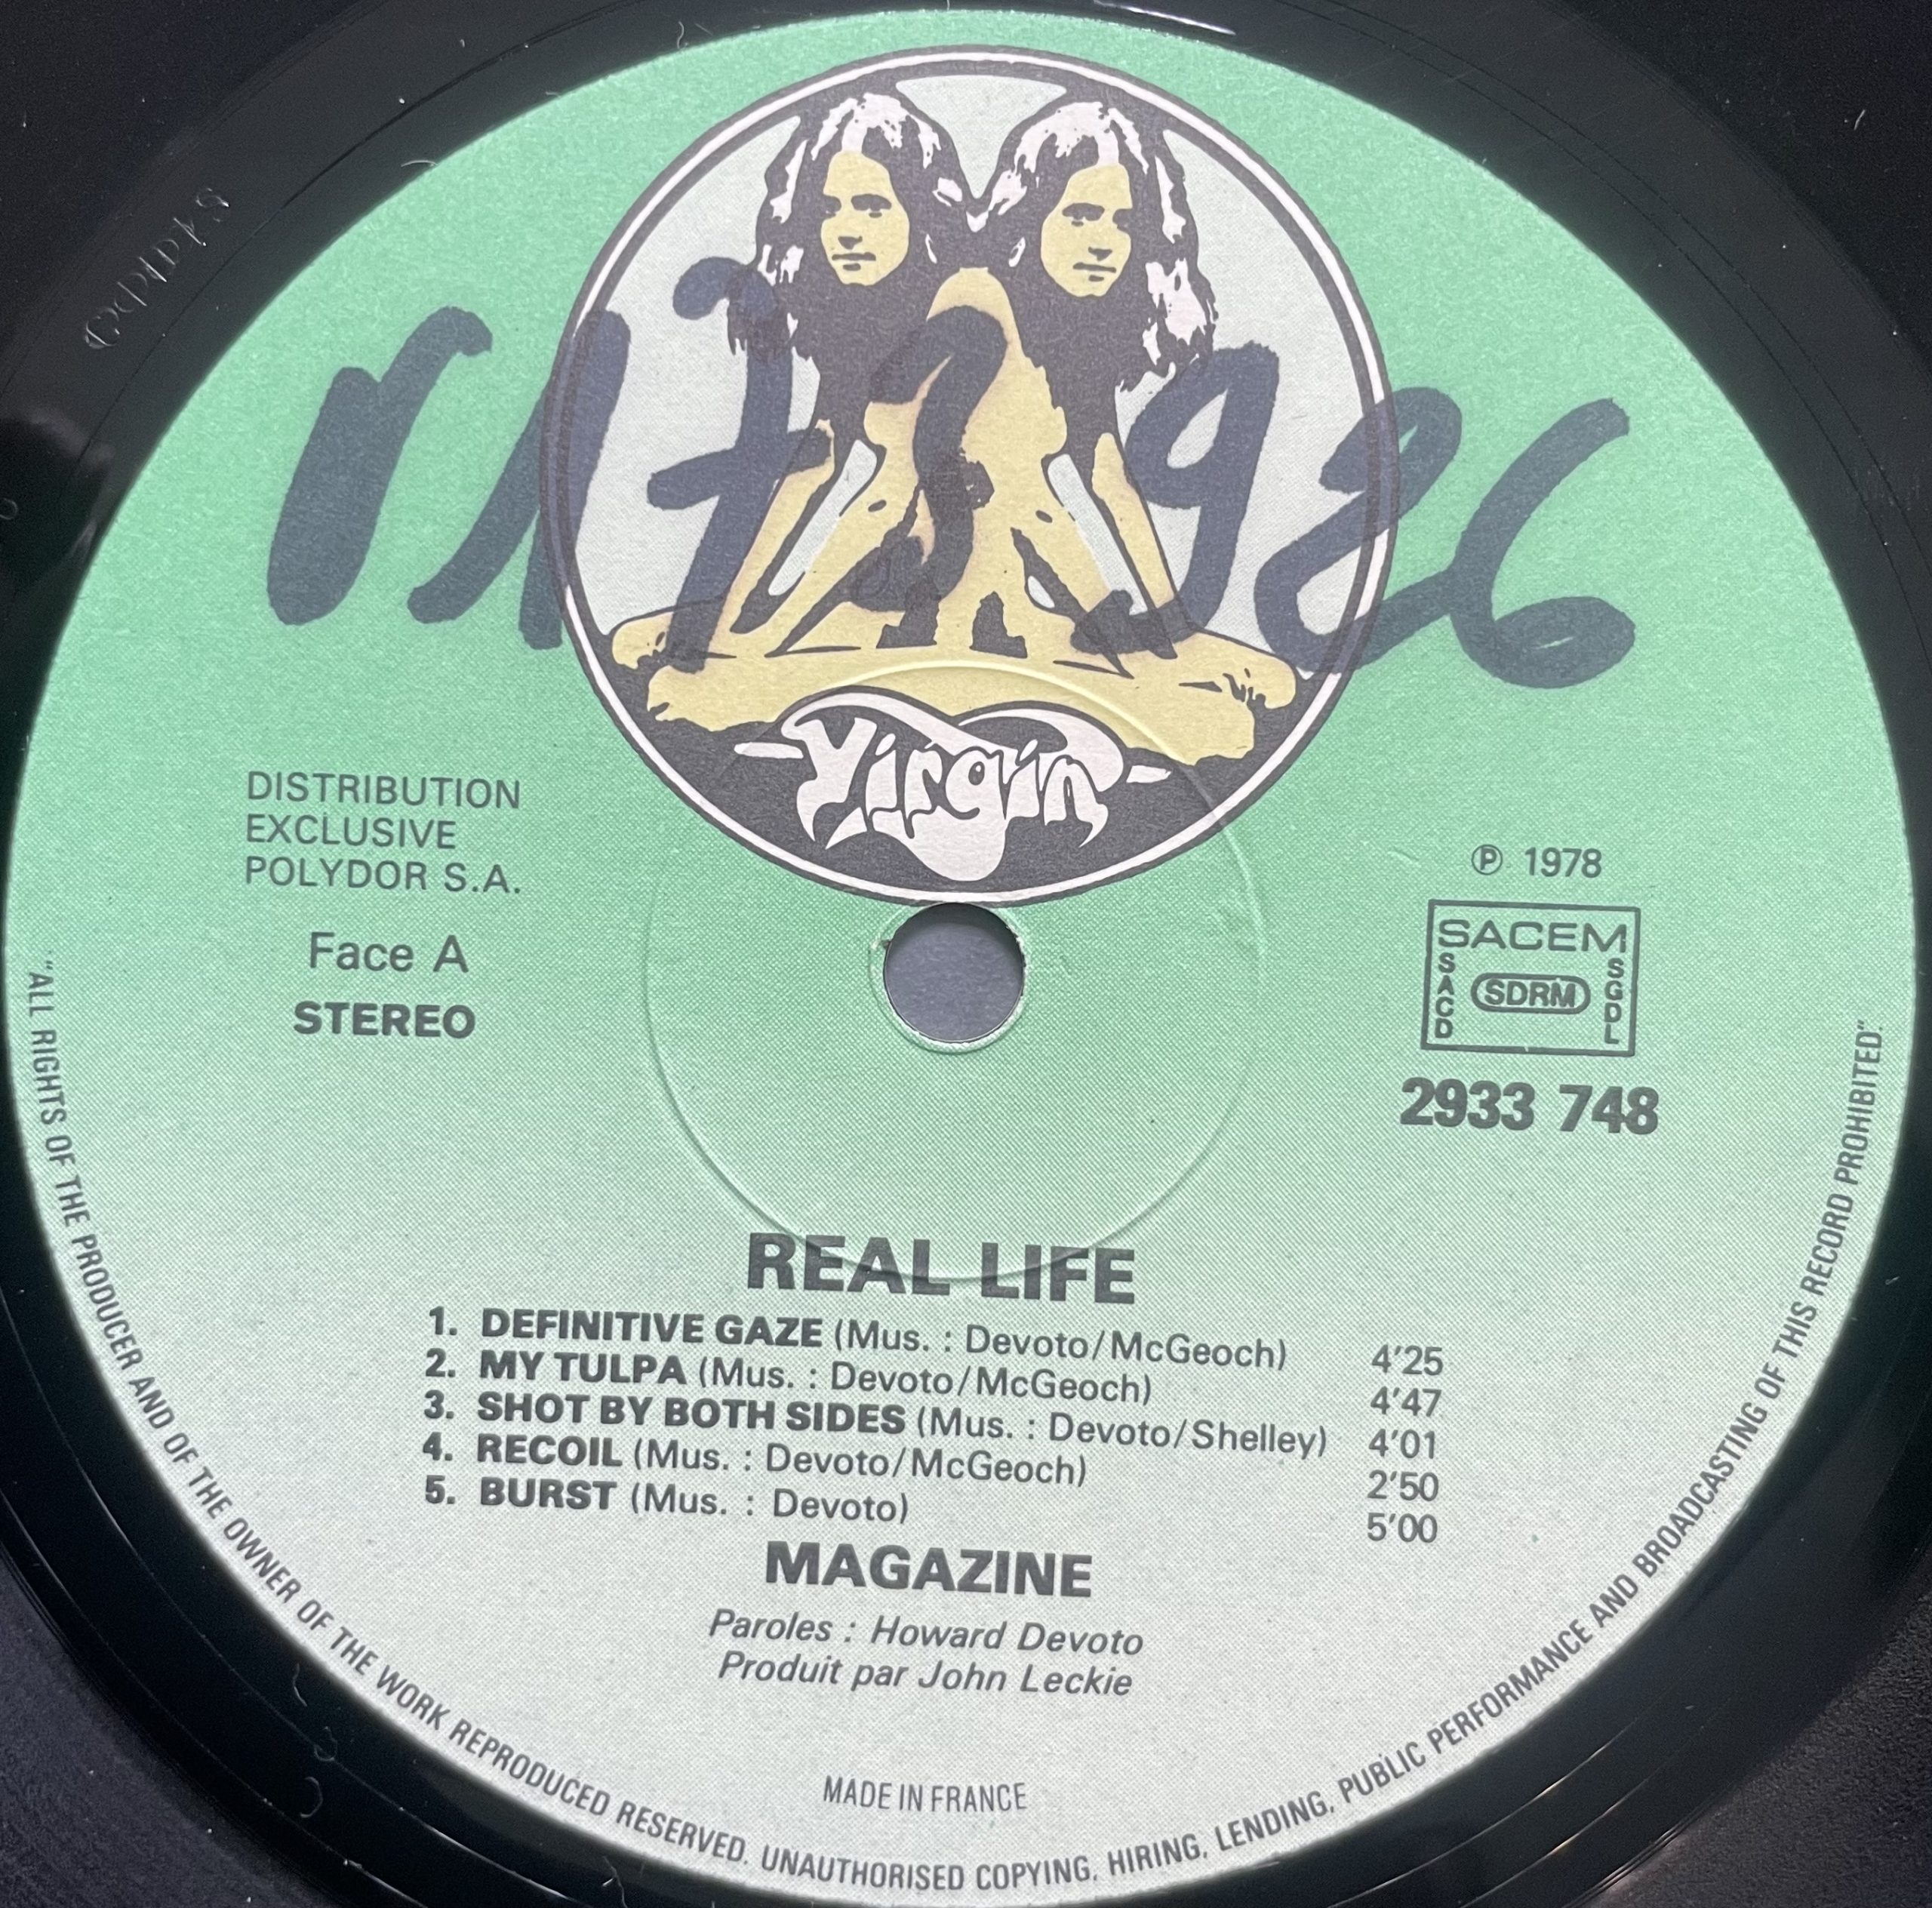 Virgin
DISTRIBUTION
EXCLUSIVE
POLYDOR S.A.
Face A
STEREO
℗ 1978
SACEM
SACD
SDRM
SGDL
2933 748
REAL LIFE
1. DEFINITIVE GAZE (Mus. : Devoto/McGeoch) 4'25
2. MY TULPA (Mus. : Devoto/McGeoch) 4'47
3. SHOT BY BOTH SIDES (Mus. : Devoto/Shelley) 4'01
4. RECOIL (Mus. : Devoto/McGeoch) 2'50
5. BURST (Mus. : Devoto) 5'00
MAGAZINE
Paroles : Howard Devoto
Produit par John Leckie
MADE IN FRANCE
"ALL RIGHTS OF THE PRODUCER AND OF THE OWNER OF THE WORK REPRODUCED RESERVED. UNAUTHORISED COPYING, HIRING, LENDING, PUBLIC PERFORMANCE AND BROADCASTING OF THIS RECORD PROHIBITED".